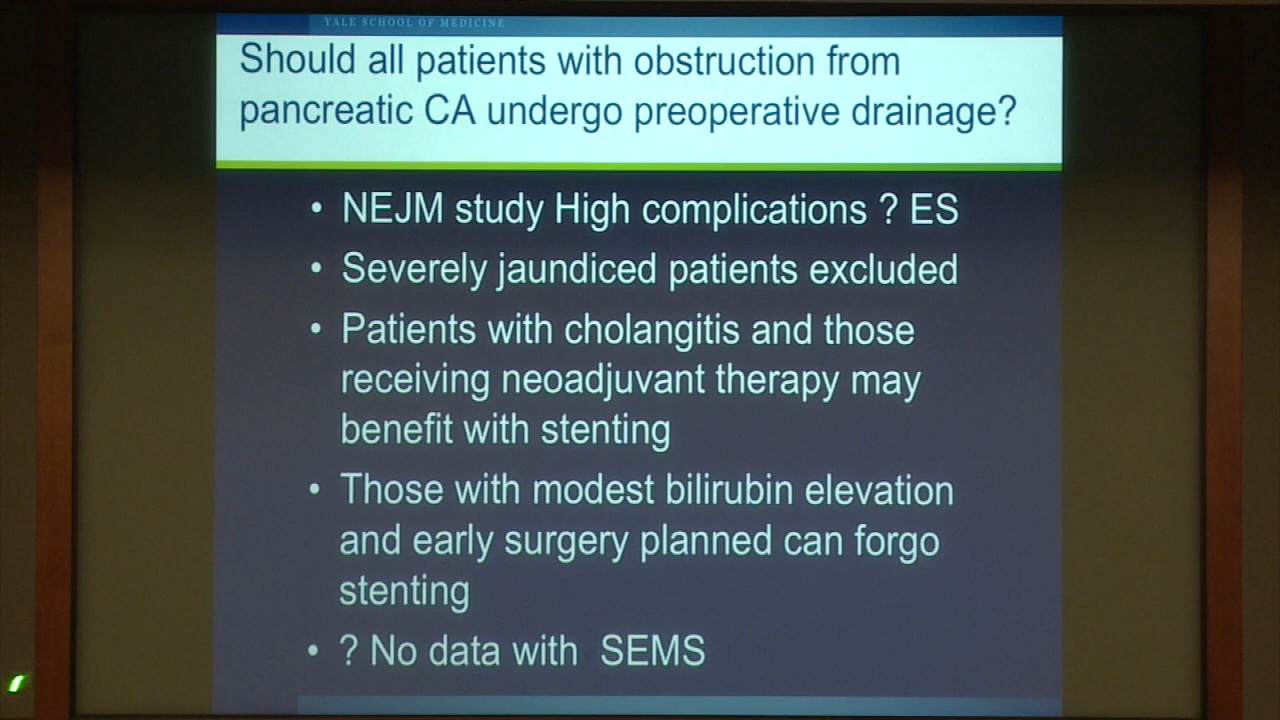 YALE SCHOOL OF MEDICINE
Should all patients with obstruction from
pancreatic CA undergo preoperative drainage?
• NEJM study High complications ? ES
• Severely jaundiced patients excluded
• Patients with cholangitis and those
receiving neoadjuvant therapy may
benefit with stenting
• Those with modest bilirubin elevation
and early surgery planned can forgo
stenting
• ? No data with SEMS